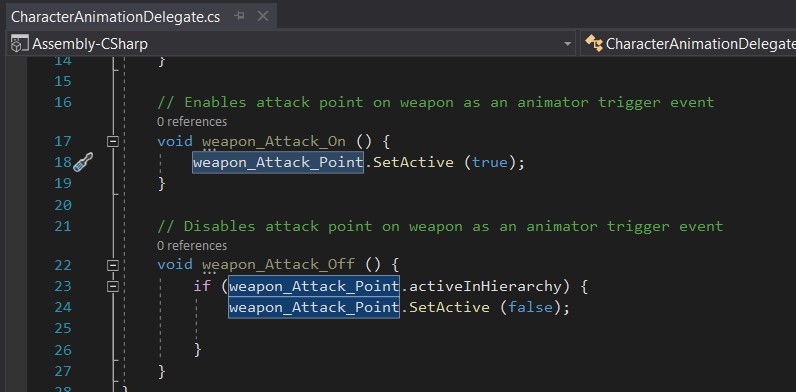 CharacterAnimationDelegate.cs
Assembly-CSharp
CharacterAnimationDelegate
14 }
15
16 // Enables attack point on weapon as an animator trigger event
0 references
17 void weapon_Attack_On () {
18 weapon_Attack_Point.SetActive (true);
19 }
20
21 // Disables attack point on weapon as an animator trigger event
0 references
22 void weapon_Attack_Off () {
23 if (weapon_Attack_Point.activeInHierarchy) {
24 weapon_Attack_Point.SetActive (false);
25
26 }
27 }
28 }